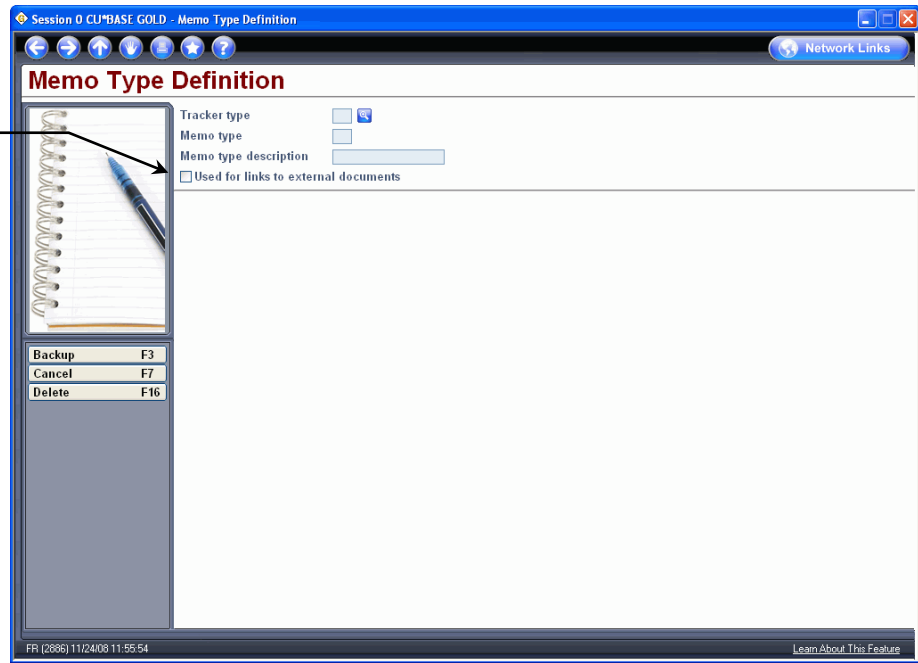 Session 0 CU*BASE GOLD - Memo Type Definition
Network Links
Memo Type Definition
Tracker type
Memo type
Memo type description
Used for links to external documents
Backup F3
Cancel F7
Delete F16
FR (2886) 11/24/08 11:55:54
Learn About This Feature